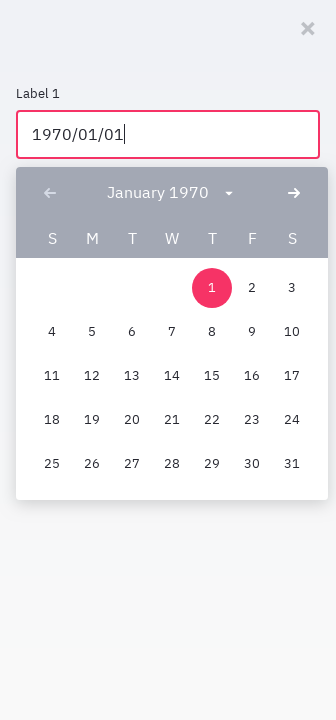 Label 1
1970/01/01
January 1970
S M T W T F S
1 2 3
4 5 6 7 8 9 10
11 12 13 14 15 16 17
18 19 20 21 22 23 24
25 26 27 28 29 30 31